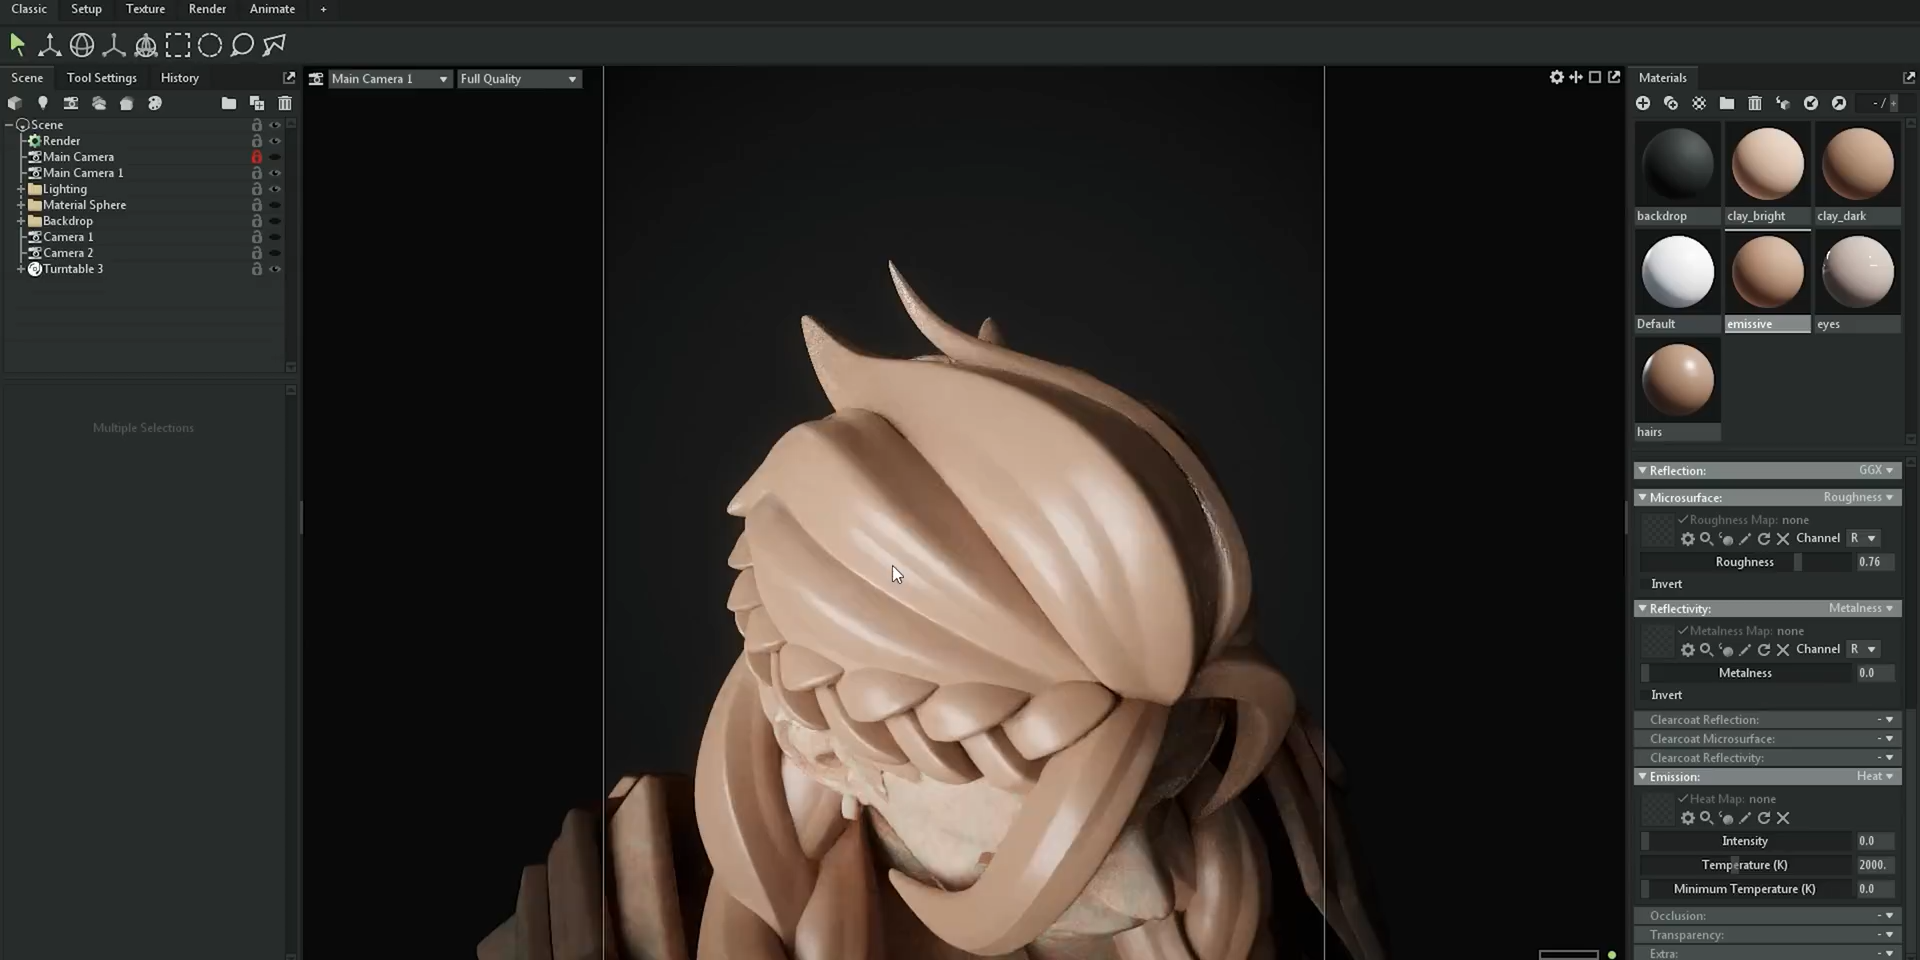 Classic Setup Texture Render Animate +
Scene Tool Settings History
Main Camera 1 Full Quality
Materials
- / +
Scene
Render
Main Camera
Main Camera 1
Lighting
Material Sphere
Backdrop
Camera 1
Camera 2
Turntable 3
Multiple Selections
backdrop clay_bright clay_dark
Default emissive eyes
hairs
Reflection: GGX
Microsurface: Roughness
Roughness Map: none
Channel R
Roughness 0.76
Invert
Reflectivity: Metalness
Metalness Map: none
Channel R
Metalness 0.0
Invert
Clearcoat Reflection: -
Clearcoat Microsurface: -
Clearcoat Reflectivity: -
Emission: Heat
Heat Map: none
Intensity 0.0
Temperature (K) 2000.
Minimum Temperature (K) 0.0
Occlusion: -
Transparency: -
Extra: -